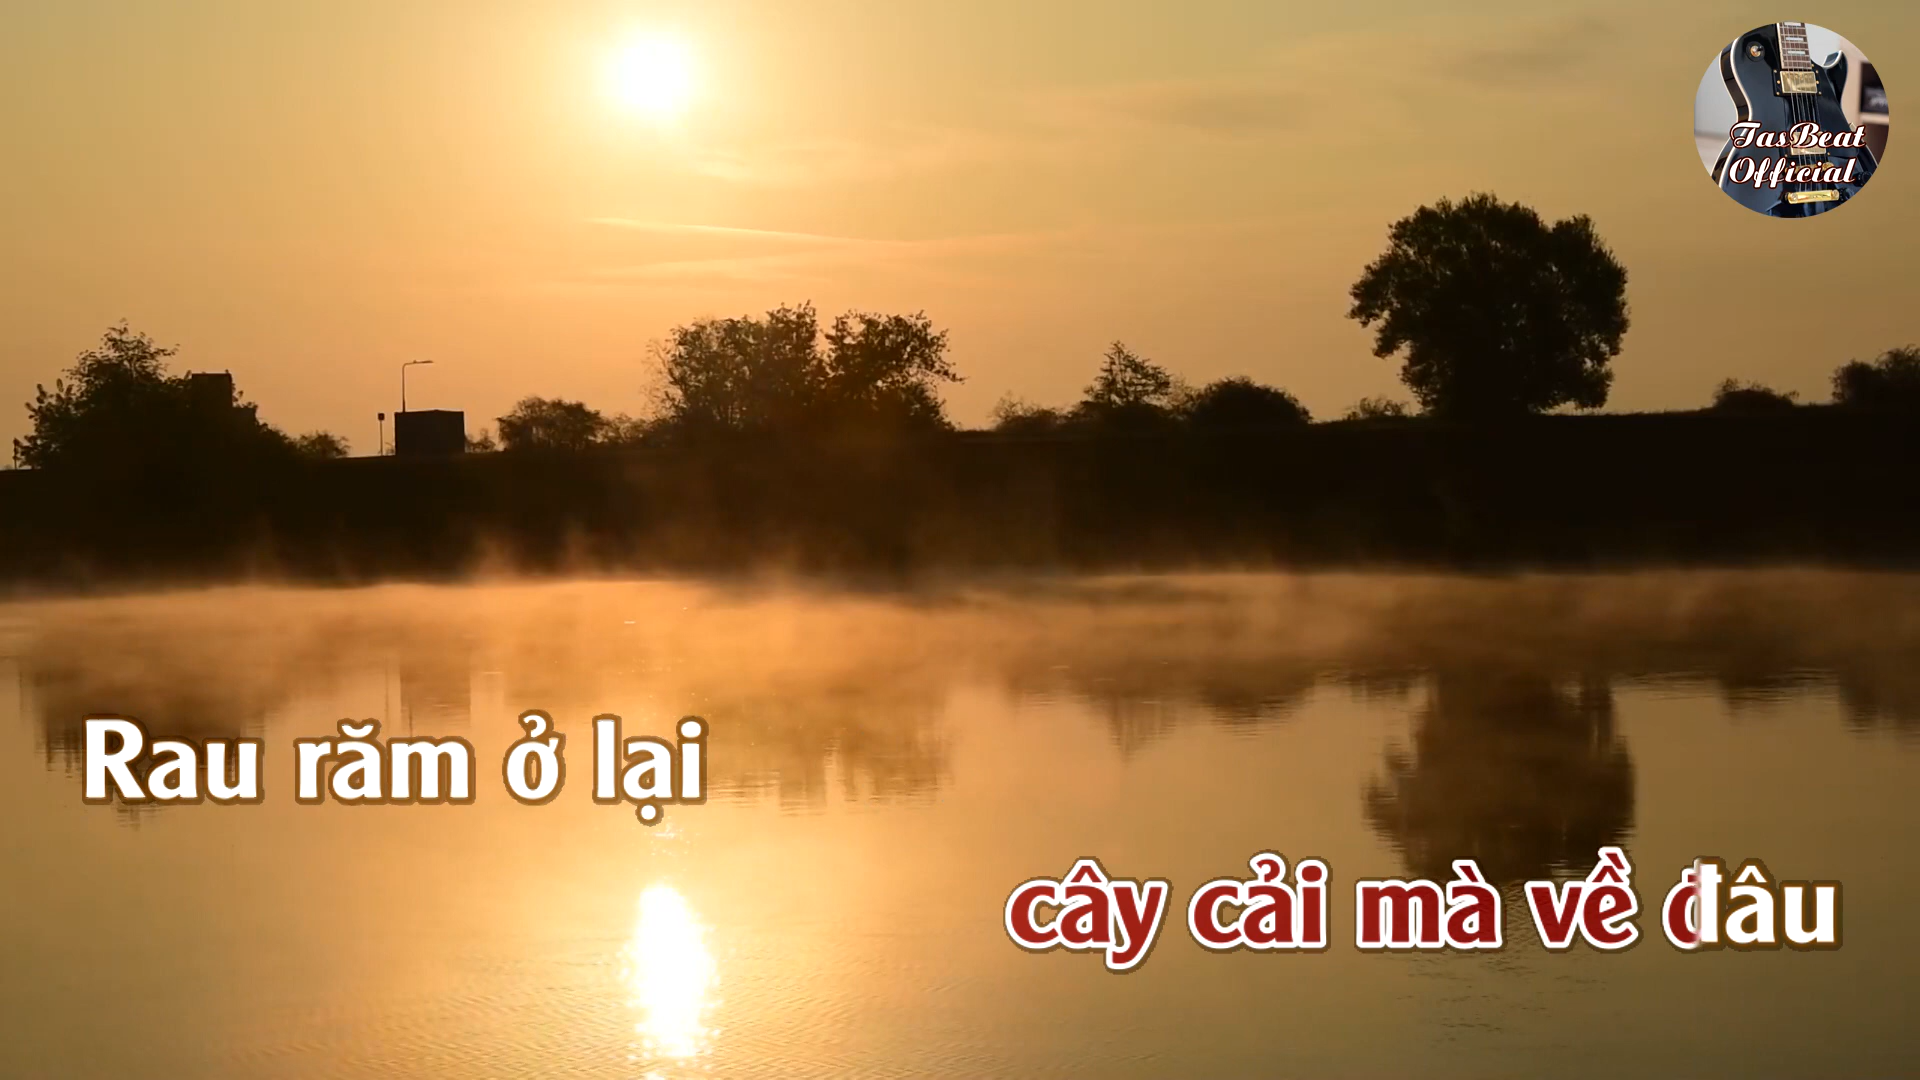 TasBeat
Official
Rau răm ở lại
cây cải mà về đâu